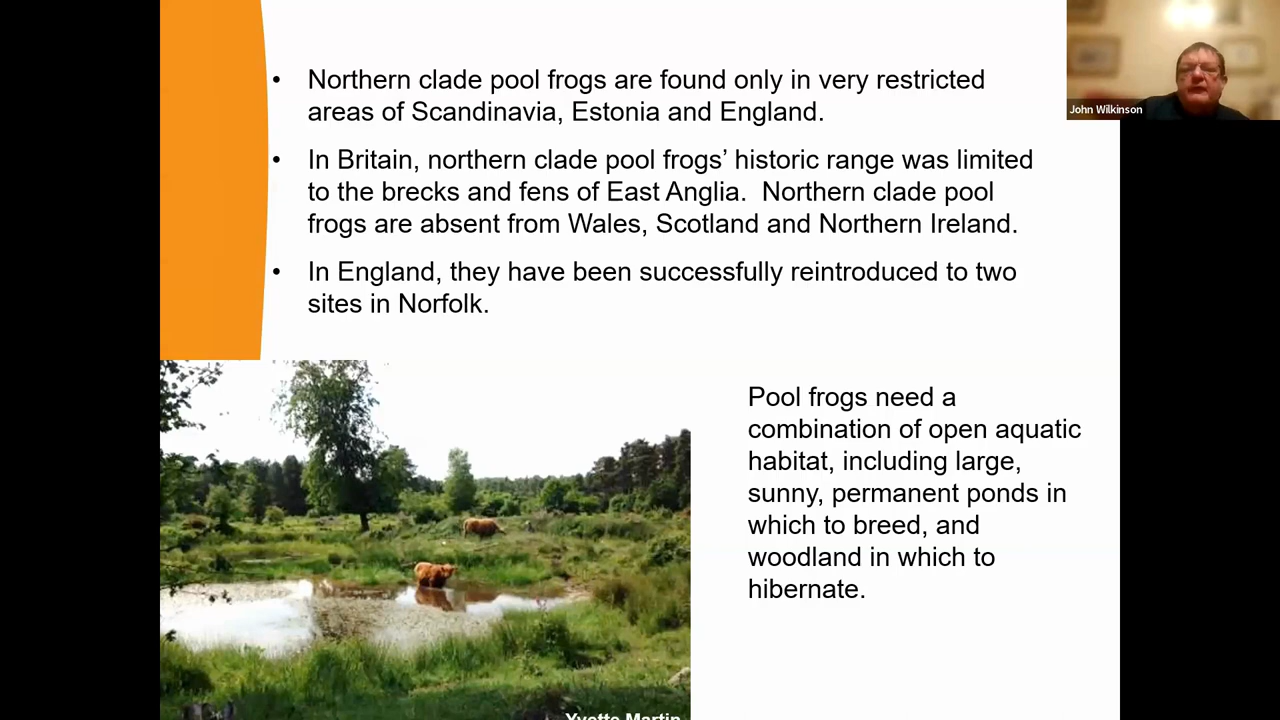 • Northern clade pool frogs are found only in very restricted
areas of Scandinavia, Estonia and England.
• In Britain, northern clade pool frogs’ historic range was limited
to the brecks and fens of East Anglia.  Northern clade pool
frogs are absent from Wales, Scotland and Northern Ireland.
• In England, they have been successfully reintroduced to two
sites in Norfolk.
John Wilkinson
Pool frogs need a
combination of open aquatic
habitat, including large,
sunny, permanent ponds in
which to breed, and
woodland in which to
hibernate.
Yvette Martin